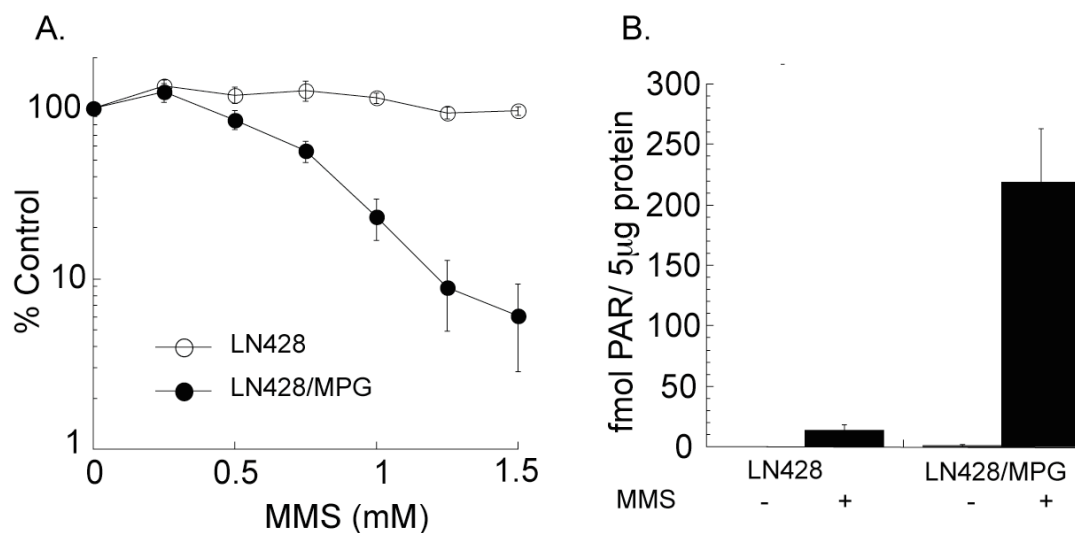 A.
% Control
100
10
1
0
0.5
1
1.5
MMS (mM)
LN428
LN428/MPG
B.
fmol PAR/ 5μg protein
300
250
200
150
100
50
0
LN428
LN428/MPG
MMS - + - +